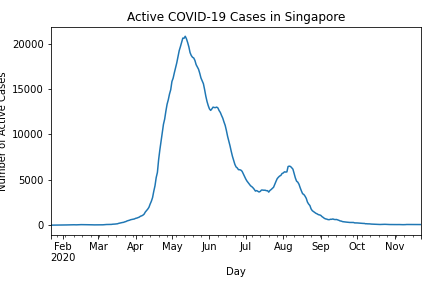 Active COVID-19 Cases in Singapore
Number of Active Cases
20000
15000
10000
5000
0
Feb Mar Apr May Jun Jul Aug Sep Oct Nov
2020
Day